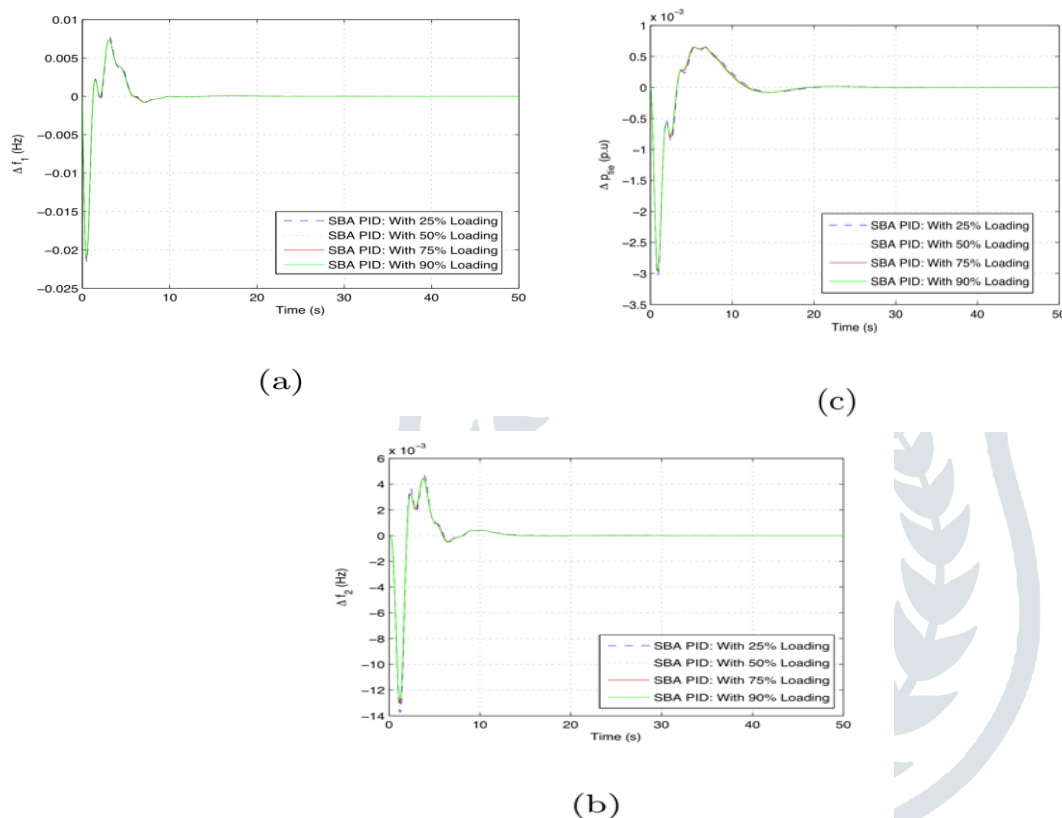 0.01
0.005
0
−0.005
−0.01
−0.015
−0.02
−0.025
Δ f1 (Hz)
SBA PID: With 25% Loading
SBA PID: With 50% Loading
SBA PID: With 75% Loading
SBA PID: With 90% Loading
0 10 20 30 40 50
Time (s)
(a)
x 10−3
1
0.5
0
−0.5
−1
−1.5
−2
−2.5
−3
−3.5
Δ ptie (p.u)
SBA PID: With 25% Loading
SBA PID: With 50% Loading
SBA PID: With 75% Loading
SBA PID: With 90% Loading
0 10 20 30 40 50
Time (s)
(c)
x 10−3
6
4
2
0
−2
−4
−6
−8
−10
−12
−14
Δ f2 (Hz)
SBA PID: With 25% Loading
SBA PID: With 50% Loading
SBA PID: With 75% Loading
SBA PID: With 90% Loading
0 10 20 30 40 50
Time (s)
(b)